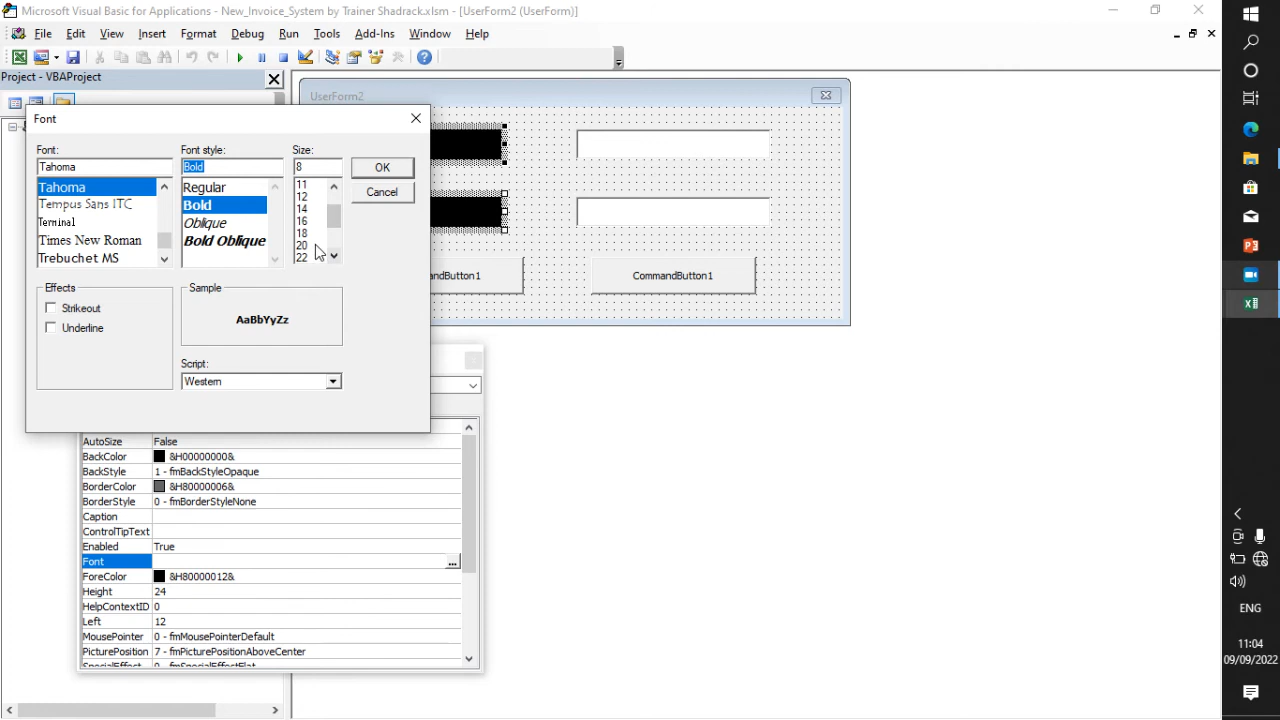 Microsoft Visual Basic for Applications - New_Invoice_System by Trainer Shadrack.xlsm - [UserForm2 (UserForm)]
File Edit View Insert Format Debug Run Tools Add-Ins Window Help
Project - VBAProject
UserForm2
Font
Font: Font style: Size:
Tahoma Bold 8 OK
Tahoma Regular 11
Tempus Sans ITC Bold 12 Cancel
Terminal Oblique 14
Times New Roman Bold Oblique 16
Trebuchet MS 18
20
22
Effects Sample
Strikeout
Underline
AaBbYyZz
Script:
Western
andButton1 CommandButton1
AutoSize False
BackColor &H00000000&
BackStyle 1 - fmBackStyleOpaque
BorderColor &H80000006&
BorderStyle 0 - fmBorderStyleNone
Caption
ControlTipText
Enabled True
Font ...
ForeColor &H80000012&
Height 24
HelpContextID 0
Left 12
MousePointer 0 - fmMousePointerDefault
PicturePosition 7 - fmPicturePositionAboveCenter
SpecialEffect 0 - fmSpecialEffectFlat
ENG
11:04
09/09/2022